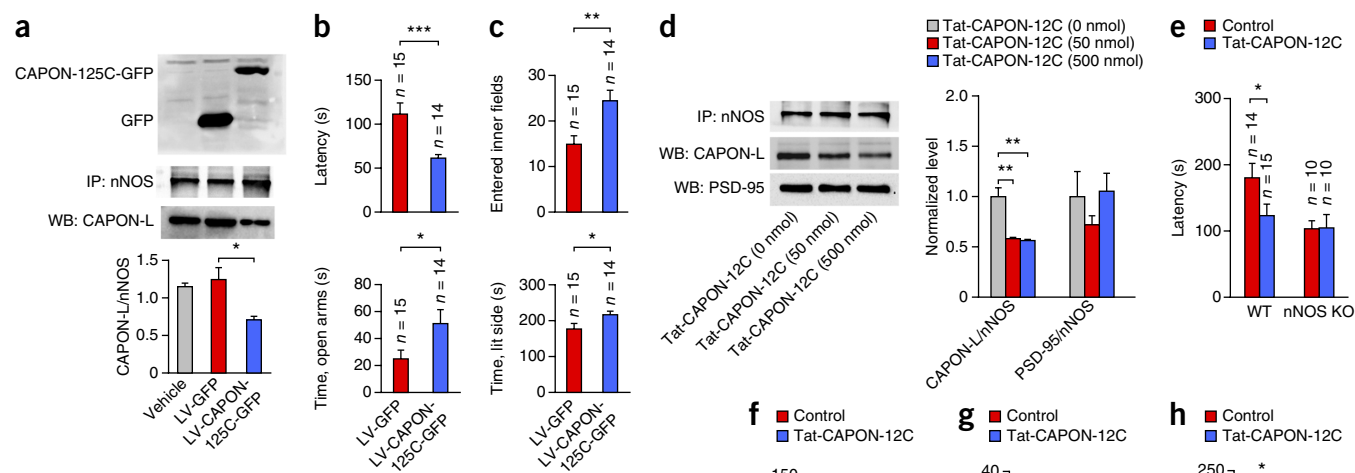 a
CAPON-125C-GFP
GFP
IP: nNOS
WB: CAPON-L
CAPON-L/nNOS
1.5
1.0
0.5
0
*
Vehicle
LV-GFP
LV-CAPON-
125C-GFP
b
Latency (s)
150
100
50
0
***
n = 15
n = 14
Time, open arms (s)
80
60
40
20
0
*
n = 15
n = 14
LV-GFP
LV-CAPON-
125C-GFP
c
Entered inner fields
30
20
10
0
**
n = 15
n = 14
Time, lit side (s)
300
200
100
0
*
n = 15
n = 14
LV-GFP
LV-CAPON-
125C-GFP
d
IP: nNOS
WB: CAPON-L
WB: PSD-95
Tat-CAPON-12C (0 nmol)
Tat-CAPON-12C (50 nmol)
Tat-CAPON-12C (500 nmol)
Tat-CAPON-12C (0 nmol)
Tat-CAPON-12C (50 nmol)
Tat-CAPON-12C (500 nmol)
Normalized level
2.0
1.5
1.0
0.5
0
**
**
CAPON-L/nNOS
PSD-95/nNOS
e
Control
Tat-CAPON-12C
Latency (s)
300
200
100
0
*
n = 14
n = 15
n = 10
n = 10
WT
nNOS KO
f
Control
Tat-CAPON-12C
150
g
Control
Tat-CAPON-12C
40
h
Control
Tat-CAPON-12C
250
*